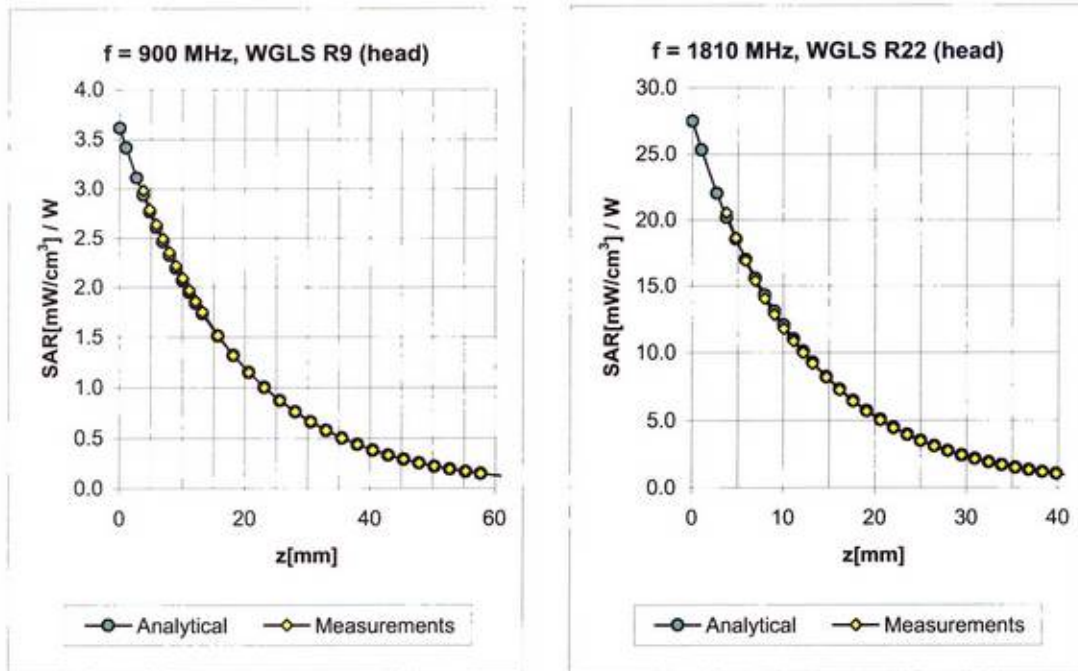 f = 900 MHz, WGLS R9 (head)
4.0
3.5
3.0
2.5
2.0
1.5
1.0
0.5
0.0
SAR[mW/cm³] / W
0 20 40 60
z[mm]
Analytical Measurements
f = 1810 MHz, WGLS R22 (head)
30.0
25.0
20.0
15.0
10.0
5.0
0.0
SAR[mW/cm³] / W
0 10 20 30 40
z[mm]
Analytical Measurements